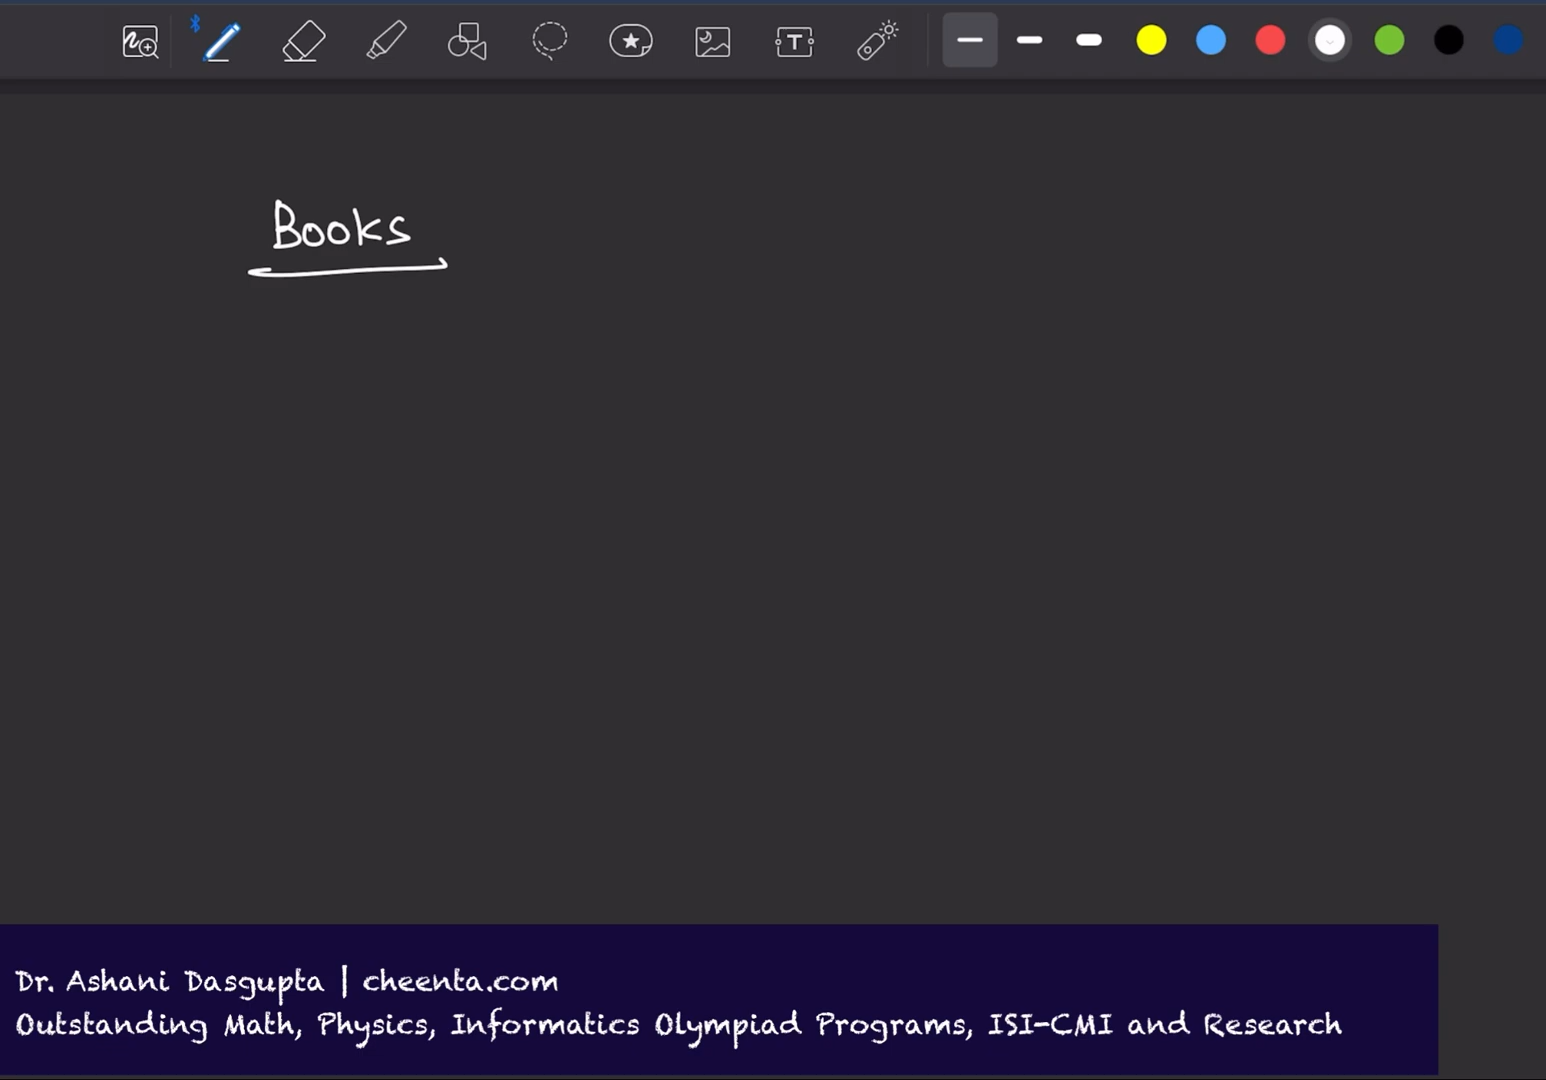 Books
Dr. Ashani Dasgupta | cheenta.com
Outstanding Math, Physics, Informatics Olympiad Programs, ISI-CMI and Research